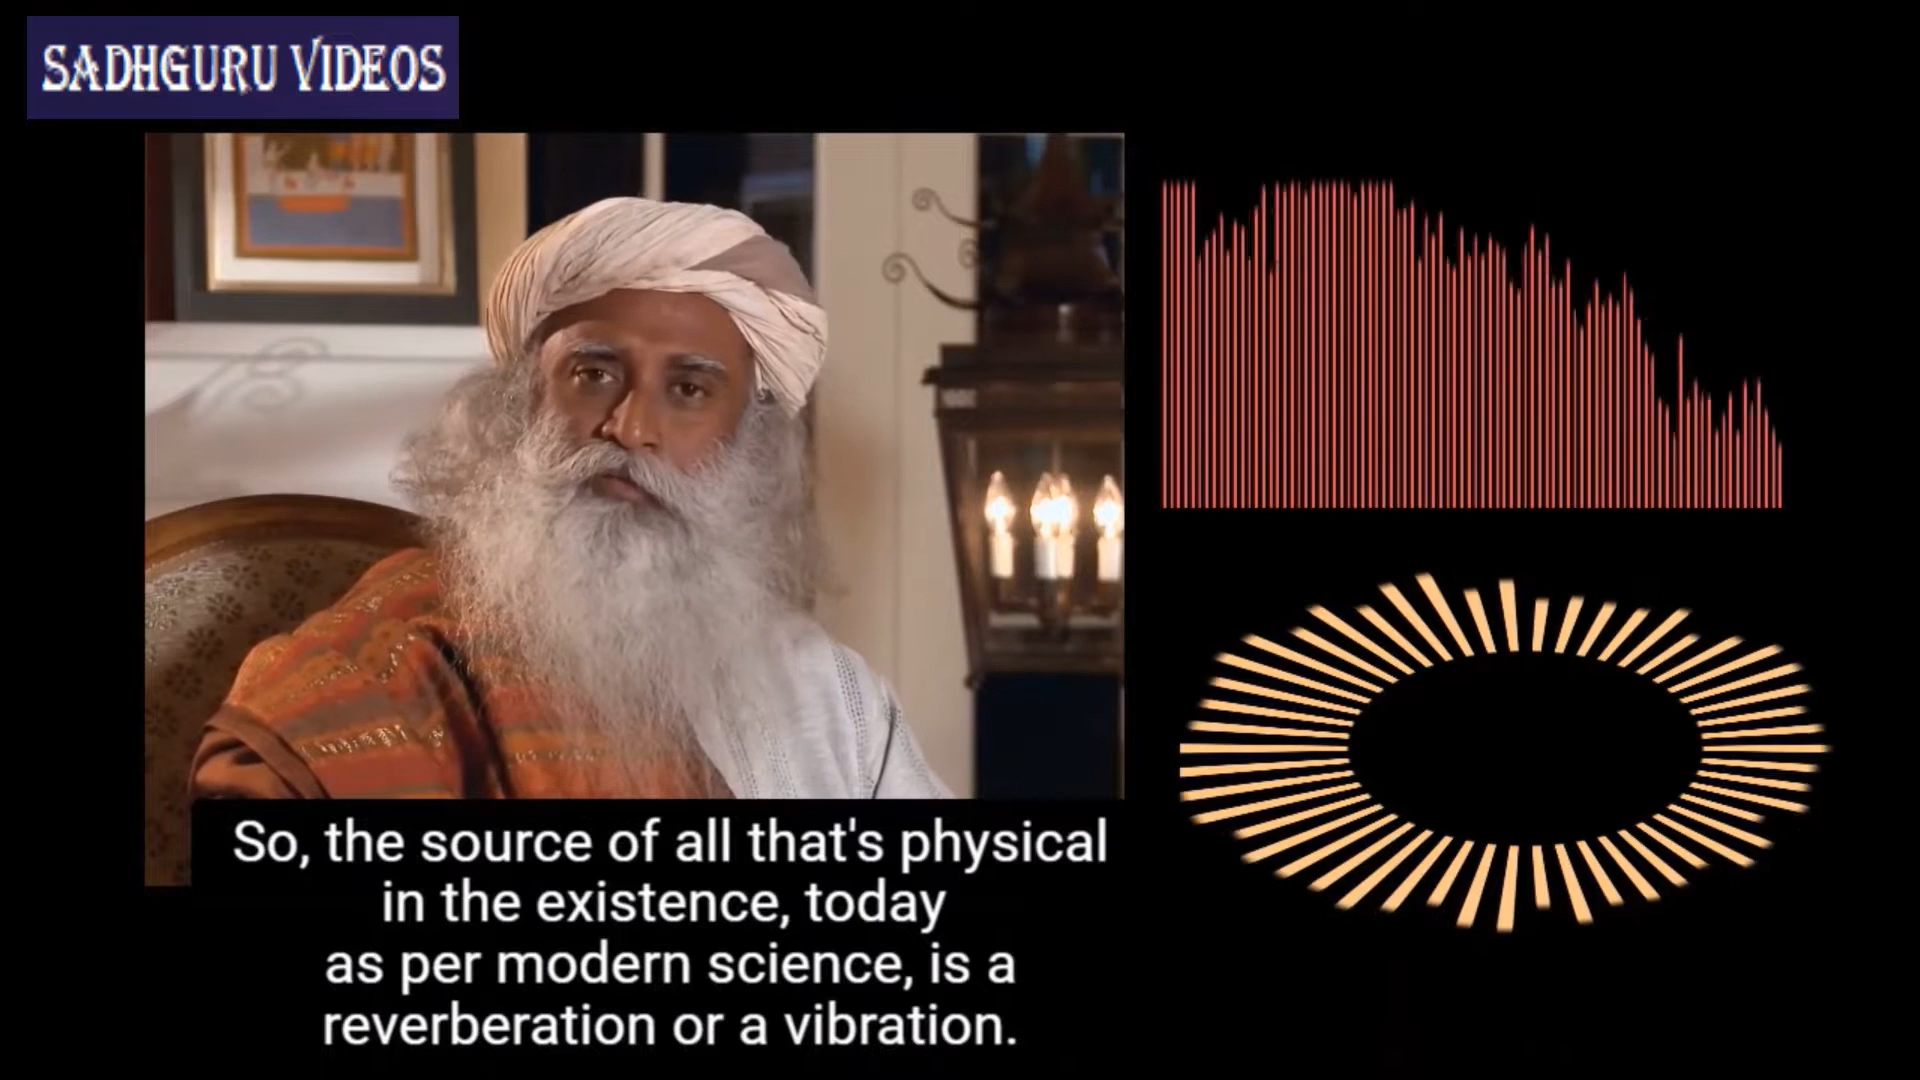 SADHGURU VIDEOS
So, the source of all that's physical
in the existence, today
as per modern science, is a
reverberation or a vibration.